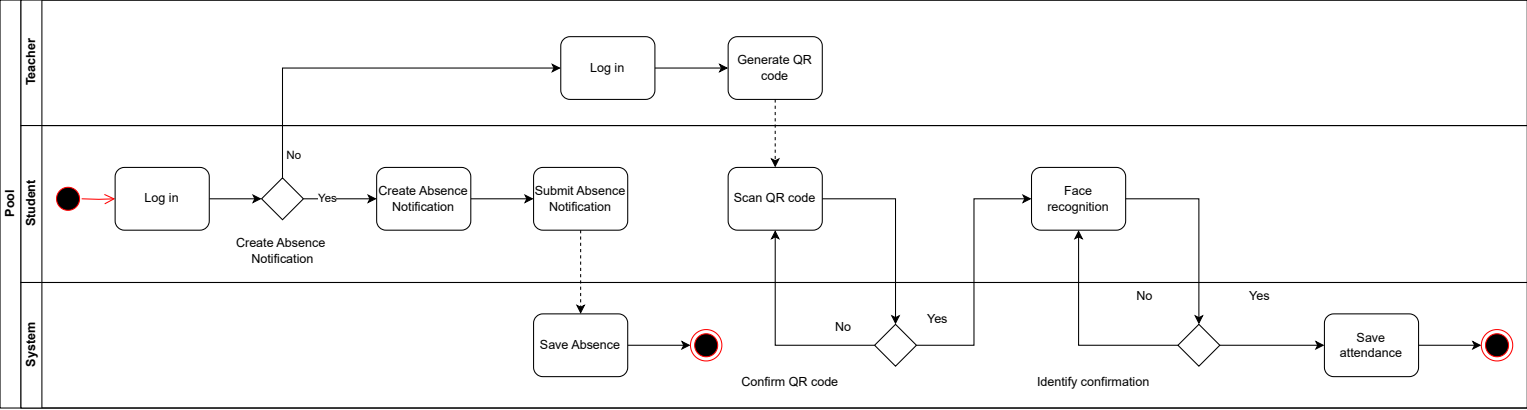 Pool
Teacher
Log in
Generate QR
code
Student
No
Log in
Yes
Create Absence
Notification
Submit Absence
Notification
Create Absence
Notification
Scan QR code
Face
recognition
System
Save Absence
No
Yes
Confirm QR code
No
Yes
Identify confirmation
Save
attendance